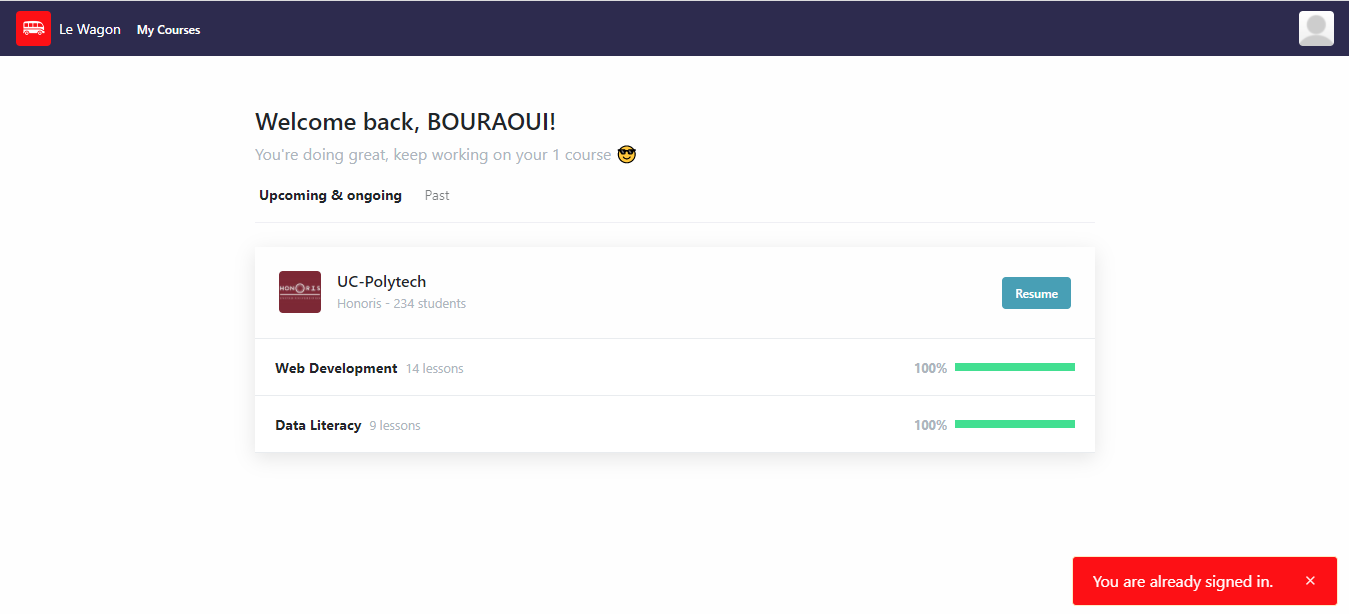 Le Wagon My Courses
Welcome back, BOURAOUI!
You're doing great, keep working on your 1 course 😎
Upcoming & ongoing Past
HONORIS
UC-Polytech
Honoris - 234 students
Resume
Web Development 14 lessons 100%
Data Literacy 9 lessons 100%
You are already signed in. ×